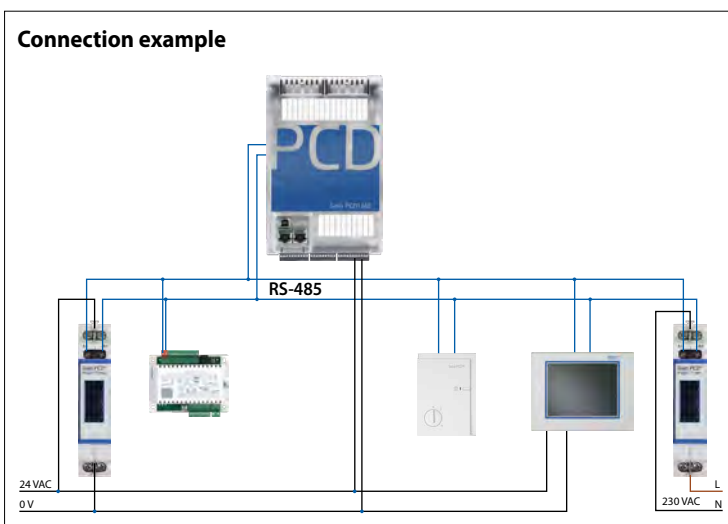 Connection example
PCD
RS-485
24 VAC
0 V
230 VAC
L
N